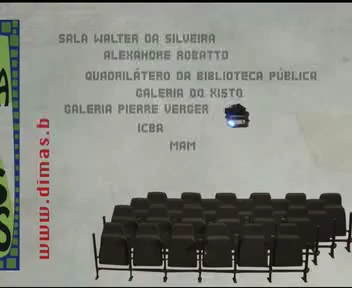 SALA WALTER DA SILVEIRA
ALEXANDRE ROBATTO
QUADRILÁTERO DA BIBLIOTECA PÚBLICA
GALERIA DO XISTO
GALERIA PIERRE VERGER
ICBA
MAM
www.dimas.b